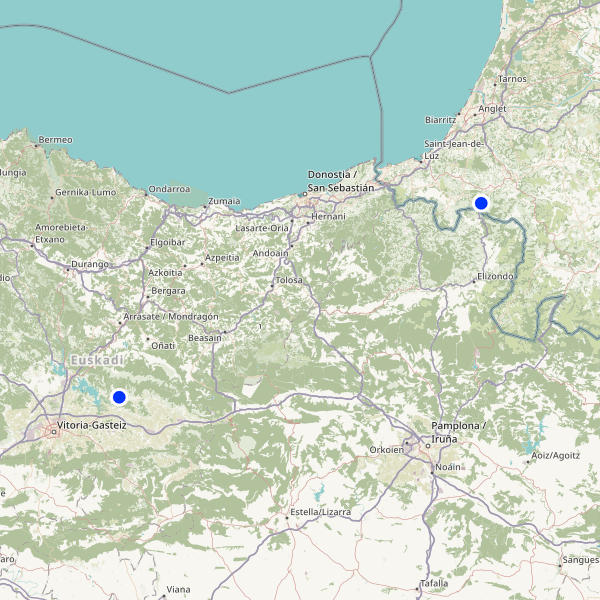 Tarnos
Biarritz
Anglet
Bermeo
Saint-Jean-de-
Luz
Donostia /
San Sebastián
Gernika-Lumo
Ondarroa
Zumaia
Hernani
Lasarte-Oria
Amorebieta-
Etxano
Elgoibar
Andoain
Durango
Azkoitia
Azpeitia
Tolosa
Elizondo
Bergara
Arrasate / Mondragón
Beasain
Oñati
Euskadi
Vitoria-Gasteiz
Pamplona /
Iruña
Orkoien
Noáin
Aoiz/Agoitz
Estella/Lizarra
Viana
Tafalla